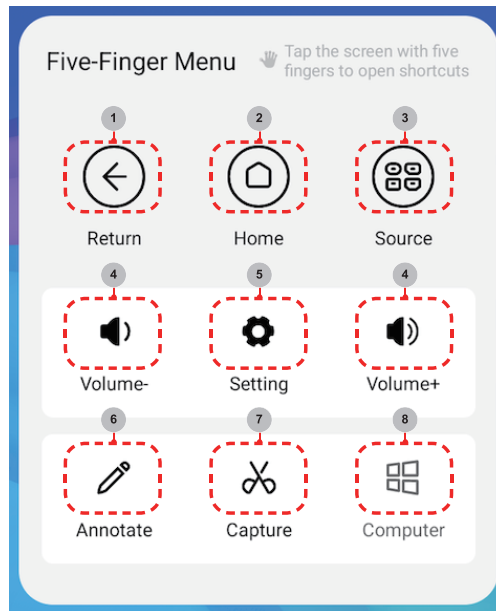 Five-Finger Menu
Tap the screen with five
fingers to open shortcuts
1 2 3
Return Home Source
4 5 4
Volume- Setting Volume+
6 7 8
Annotate Capture Computer